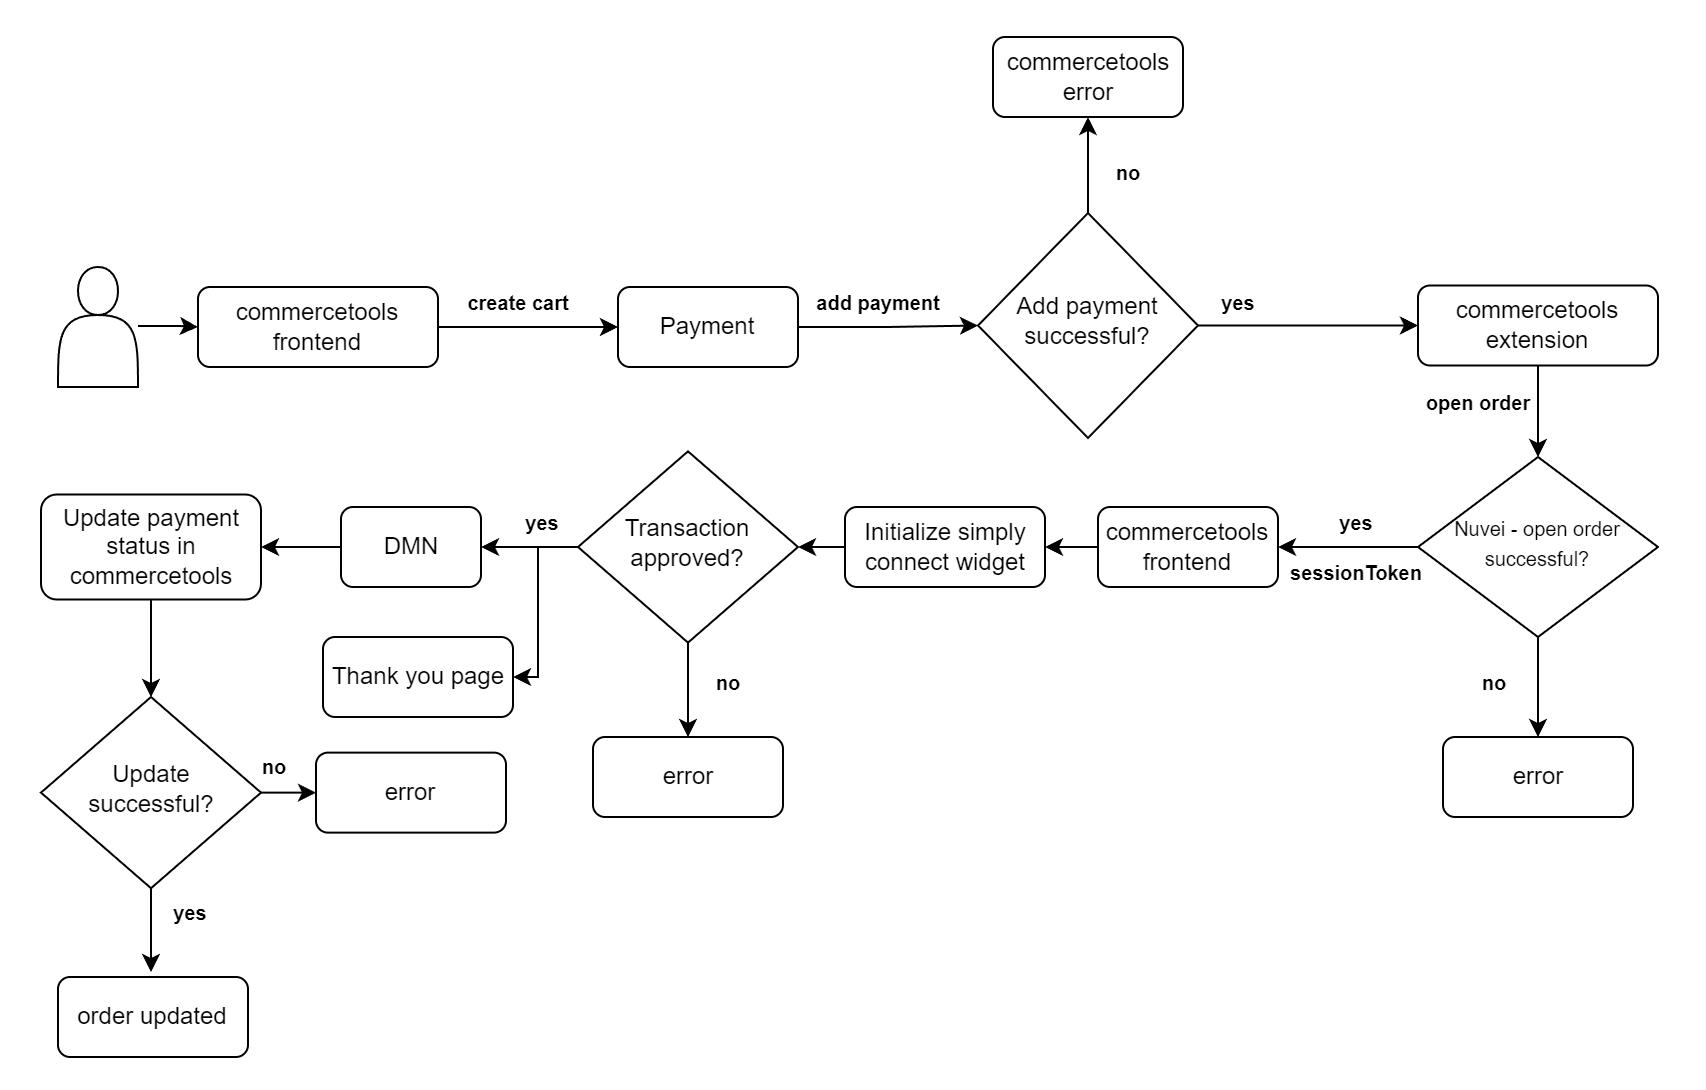 commercetools
error
no
commercetools
frontend
create cart
Payment
add payment
Add payment
successful?
yes
commercetools
extension
open order
Nuvei - open order
successful?
yes
sessionToken
no
error
commercetools
frontend
Initialize simply
connect widget
Transaction
approved?
no
error
yes
DMN
Thank you page
Update payment
status in
commercetools
Update
successful?
no
error
yes
order updated